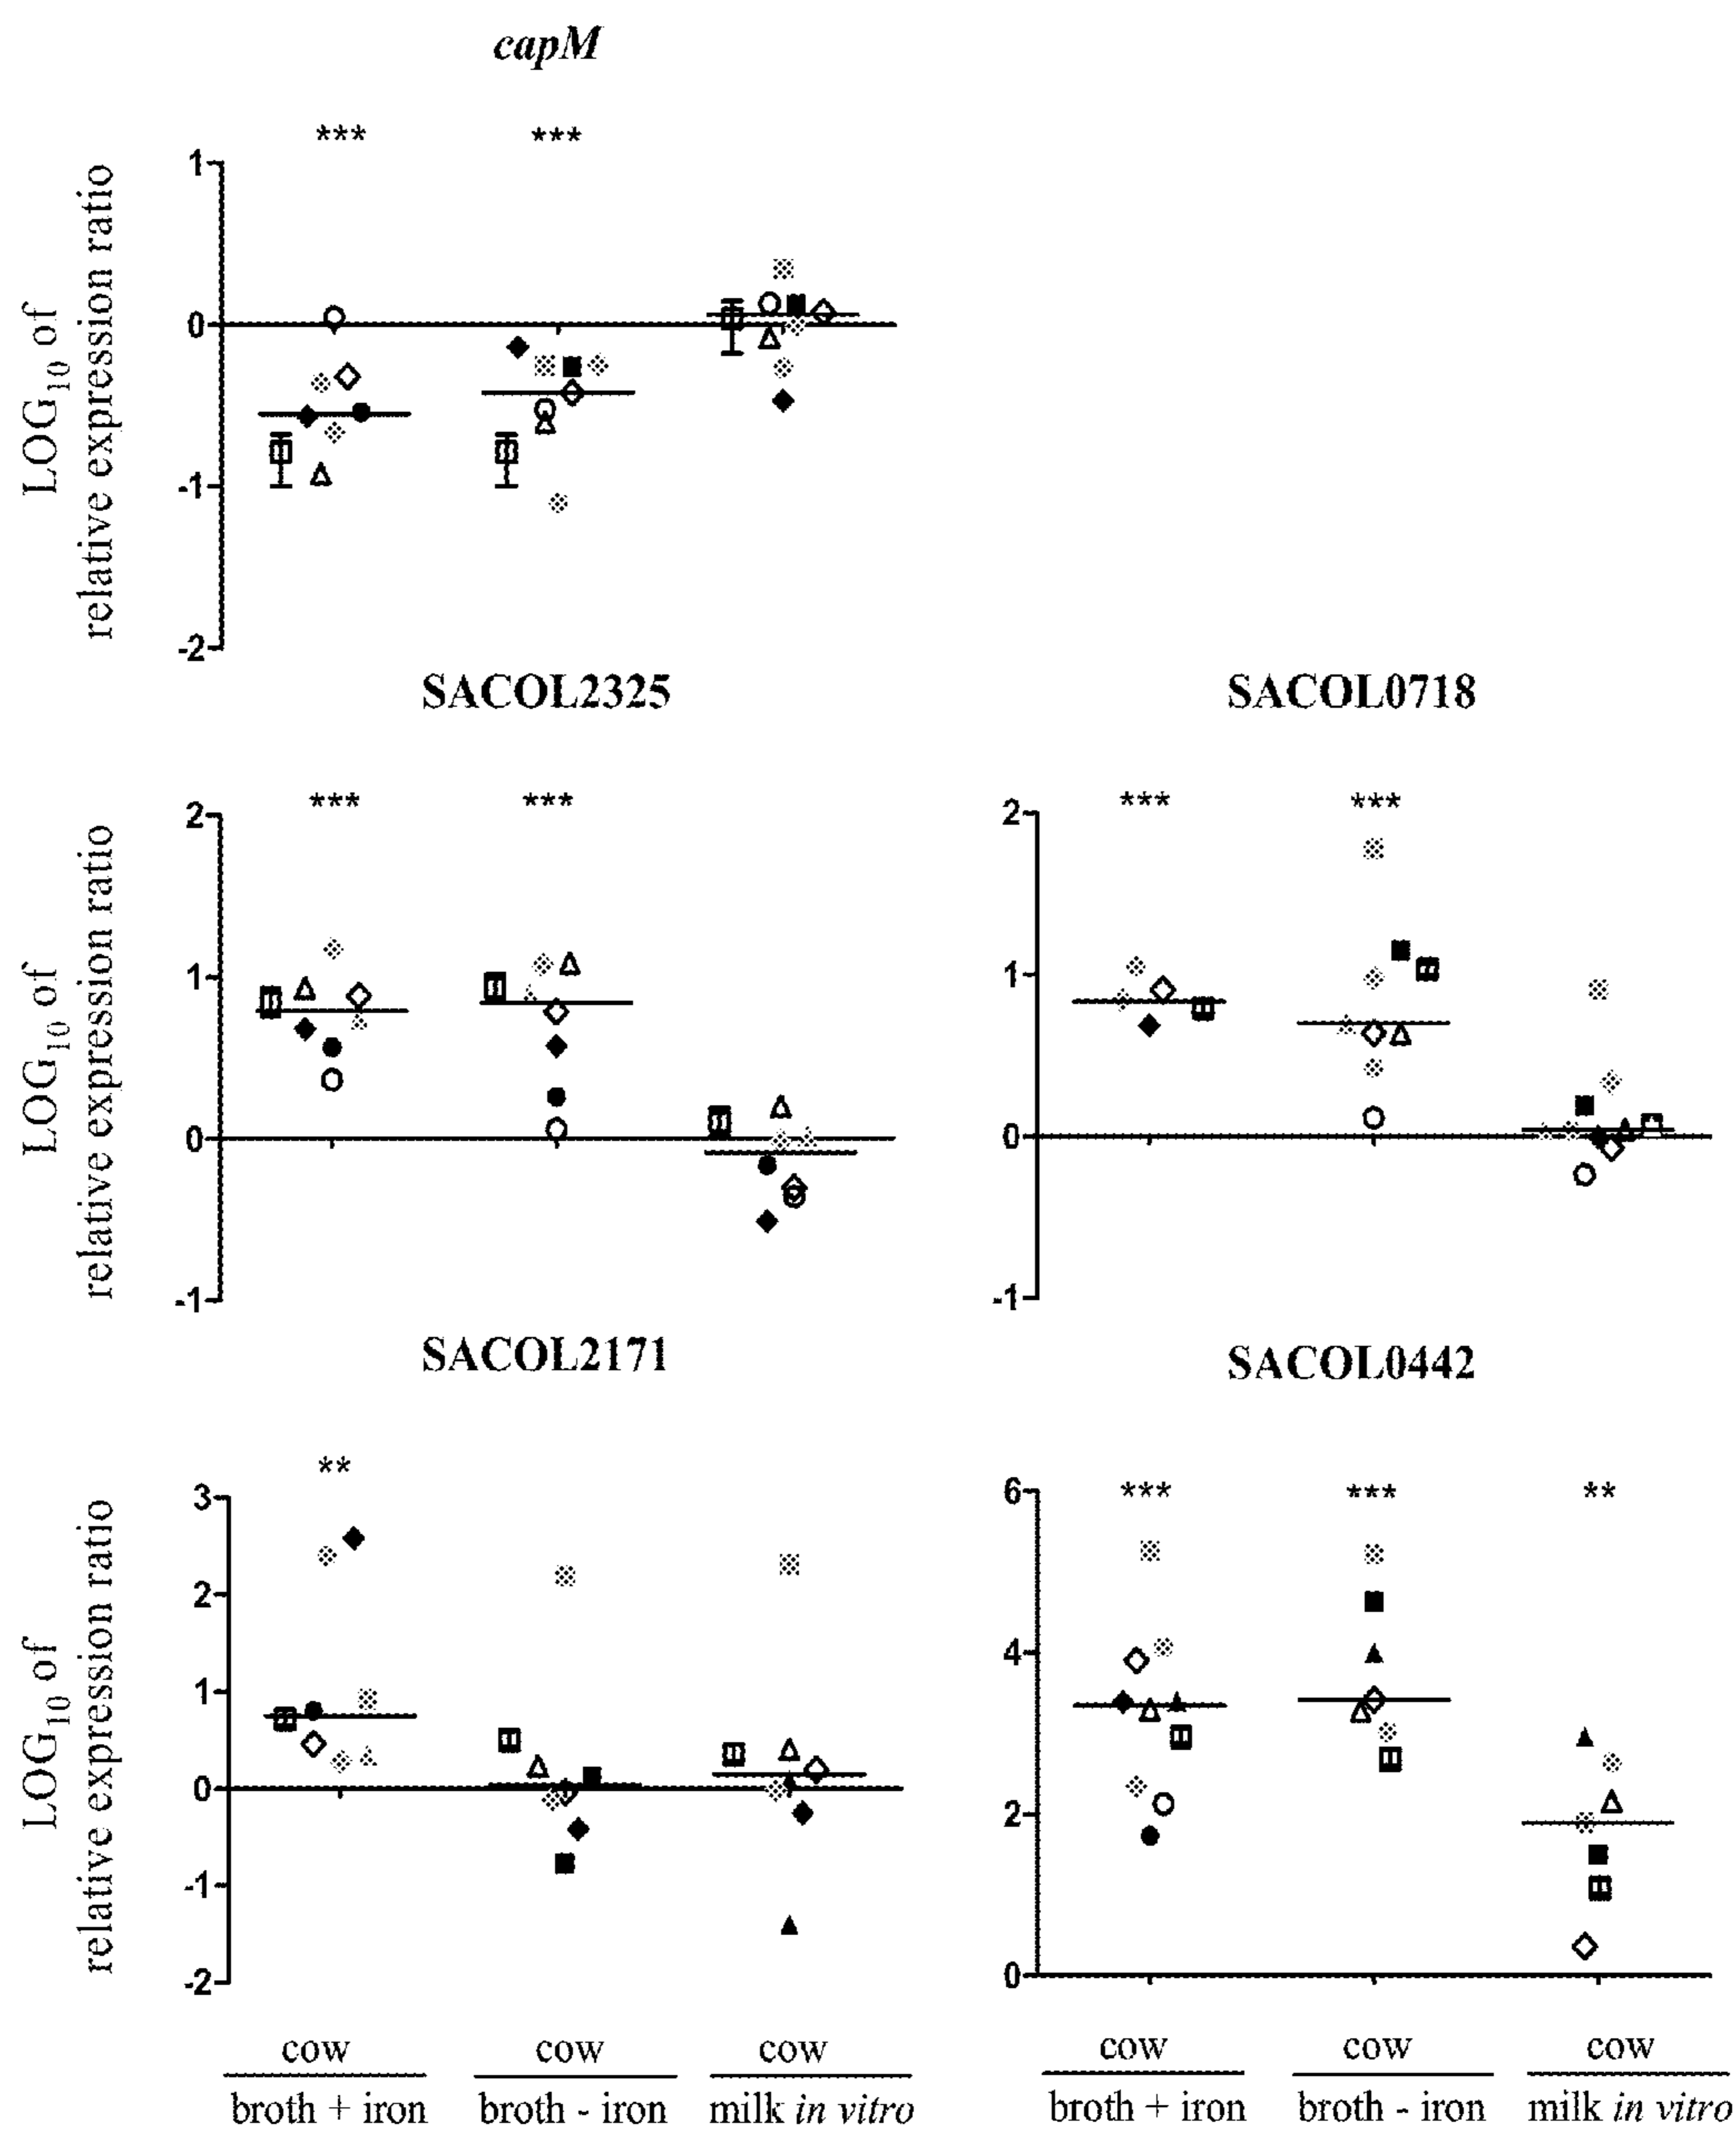 capM
*** ***
LOG10 of
relative expression ratio
1
0
-1
-2
SACOL2325
*** ***
LOG10 of
relative expression ratio
2
1
0
-1
SACOL0718
*** ***
2
1
0
-1
SACOL2171
**
LOG10 of
relative expression ratio
3
2
1
0
-1
-2
SACOL0442
*** *** **
6
4
2
0
cow cow cow
broth + iron broth - iron milk in vitro
cow cow cow
broth + iron broth - iron milk in vitro